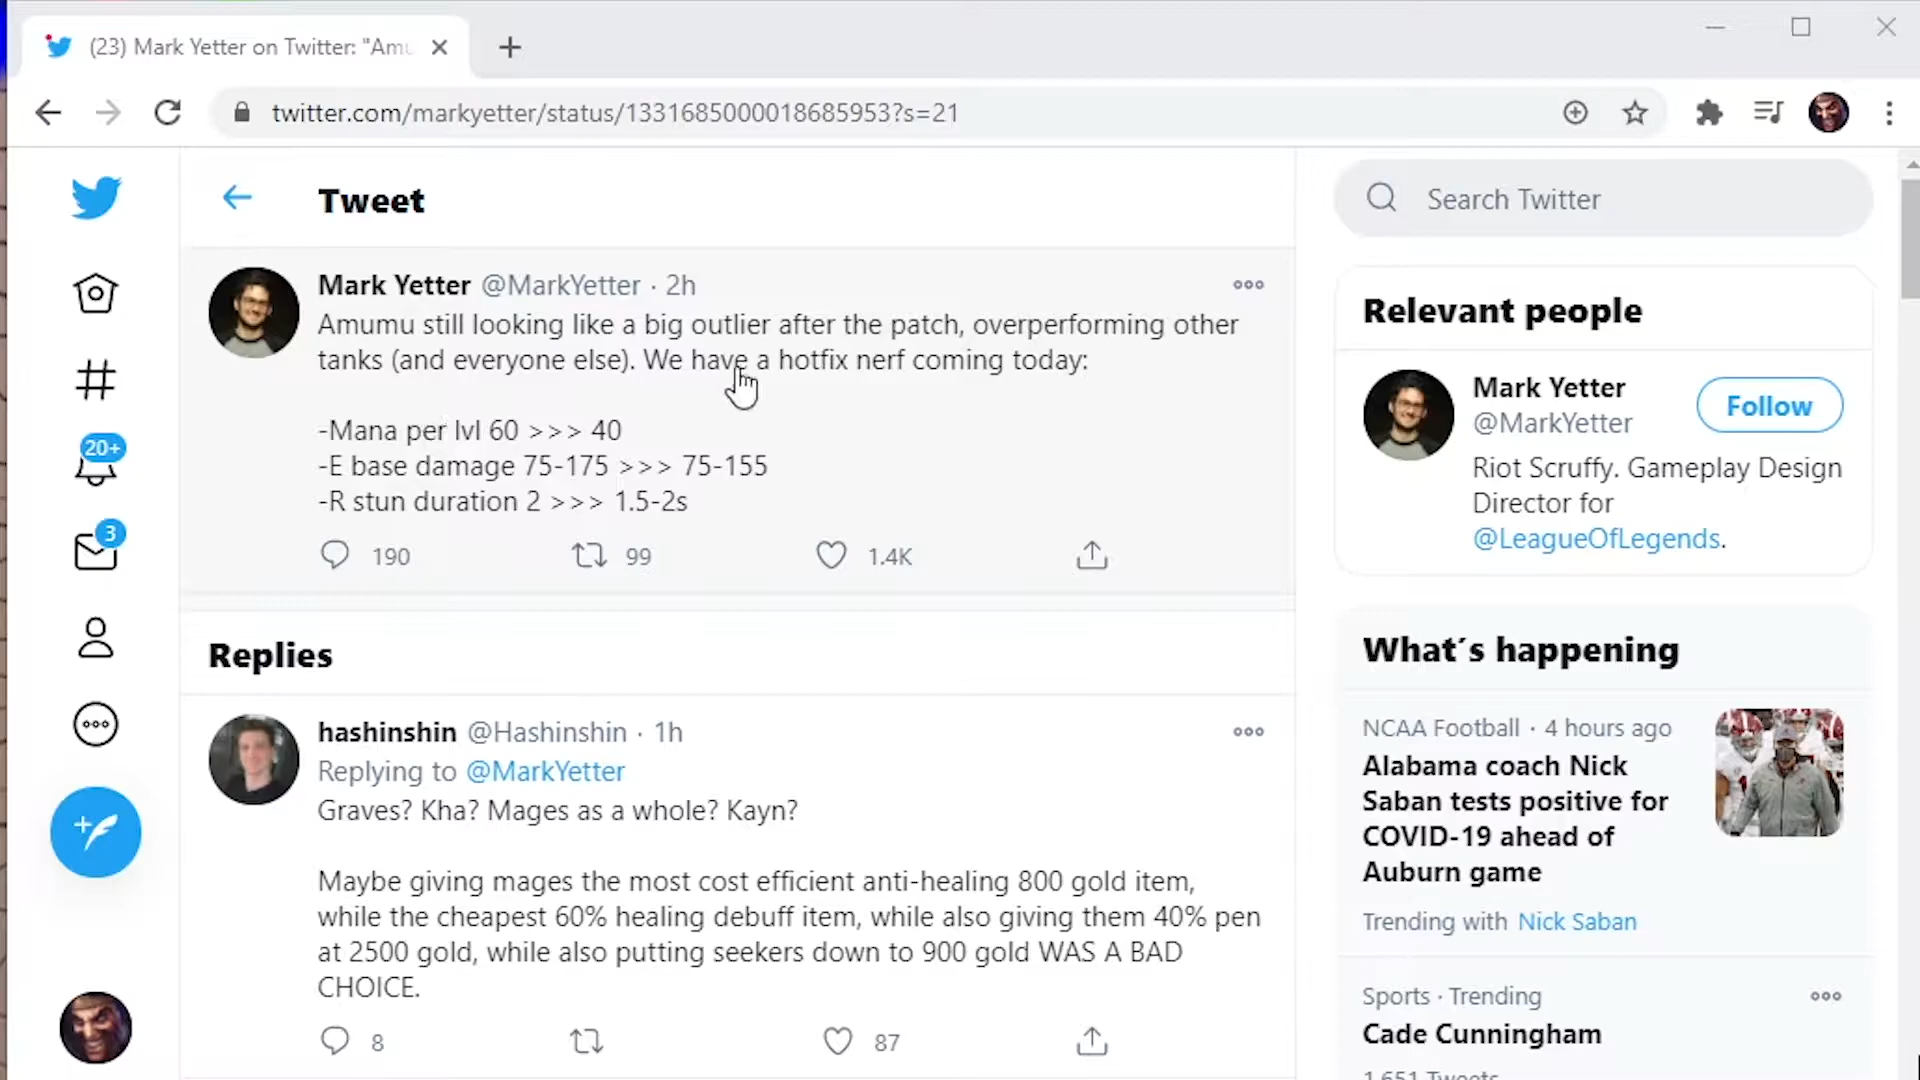 (23) Mark Yetter on Twitter: "Amu
twitter.com/markyetter/status/1331685000018685953?s=21
Tweet
Search Twitter
Mark Yetter @MarkYetter · 2h
Amumu still looking like a big outlier after the patch, overperforming other
tanks (and everyone else). We have a hotfix nerf coming today:
-Mana per lvl 60 >>> 40
-E base damage 75-175 >>> 75-155
-R stun duration 2 >>> 1.5-2s
190 99 1.4K
20+
3
Replies
hashinshin @Hashinshin · 1h
Replying to @MarkYetter
Graves? Kha? Mages as a whole? Kayn?
Maybe giving mages the most cost efficient anti-healing 800 gold item,
while the cheapest 60% healing debuff item, while also giving them 40% pen
at 2500 gold, while also putting seekers down to 900 gold WAS A BAD
CHOICE.
8 87
Relevant people
Mark Yetter
@MarkYetter
Follow
Riot Scruffy. Gameplay Design
Director for
@LeagueOfLegends.
What´s happening
NCAA Football · 4 hours ago
Alabama coach Nick
Saban tests positive for
COVID-19 ahead of
Auburn game
Trending with Nick Saban
Sports · Trending
Cade Cunningham
1,651 Tweets